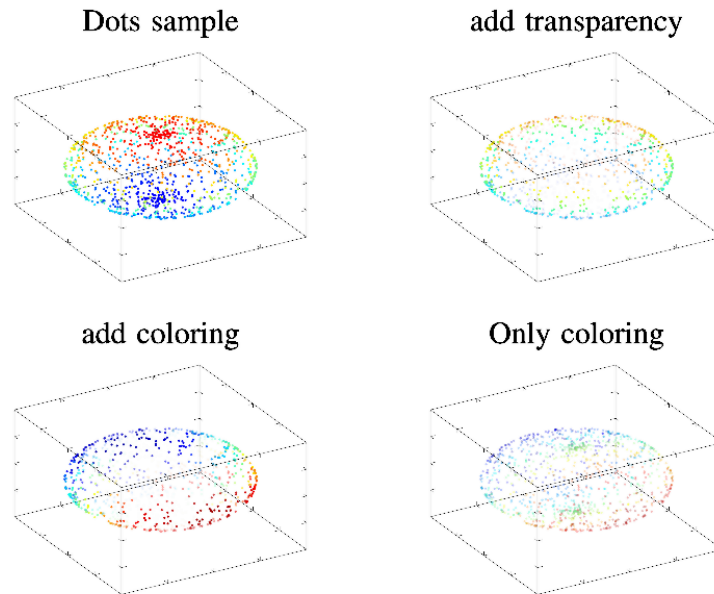 Dots sample
add transparency
add coloring
Only coloring